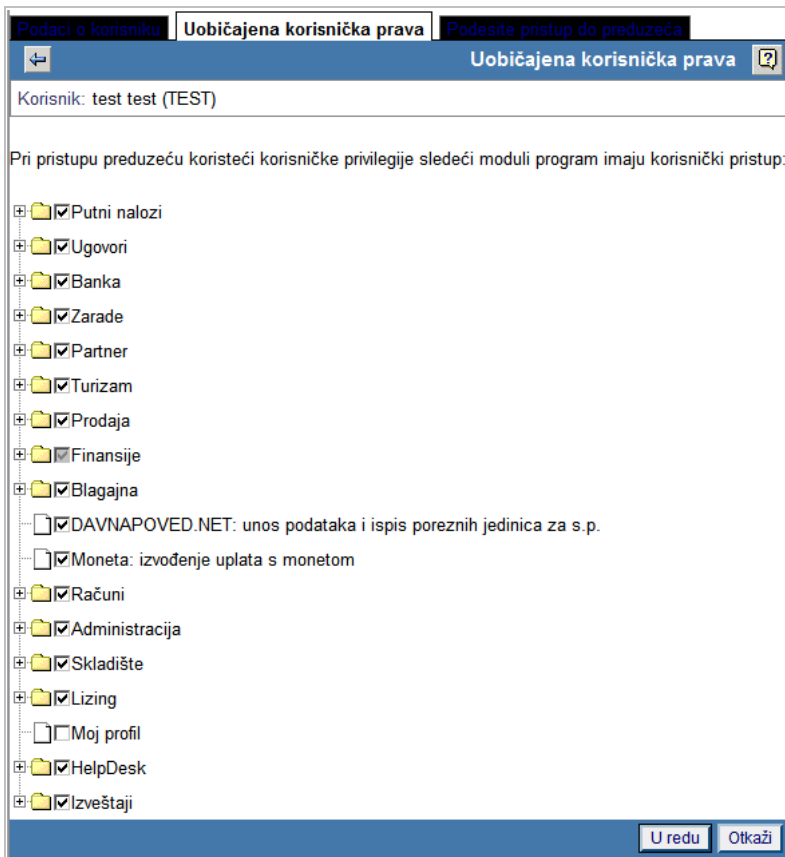 Podaci o korisniku Uobičajena korisnička prava Podesite pristup do preduzeća
Uobičajena korisnička prava
Korisnik: test test (TEST)
Pri pristupu preduzeću koristeći korisničke privilegije sledeći moduli program imaju korisnički pristup:
Putni nalozi
Ugovori
Banka
Zarade
Partner
Turizam
Prodaja
Finansije
Blagajna
DAVNAPOVED.NET: unos podataka i ispis poreznih jedinica za s.p.
Moneta: izvođenje uplata s monetom
Računi
Administracija
Skladište
Lizing
Moj profil
HelpDesk
Izveštaji
U redu Otkaži